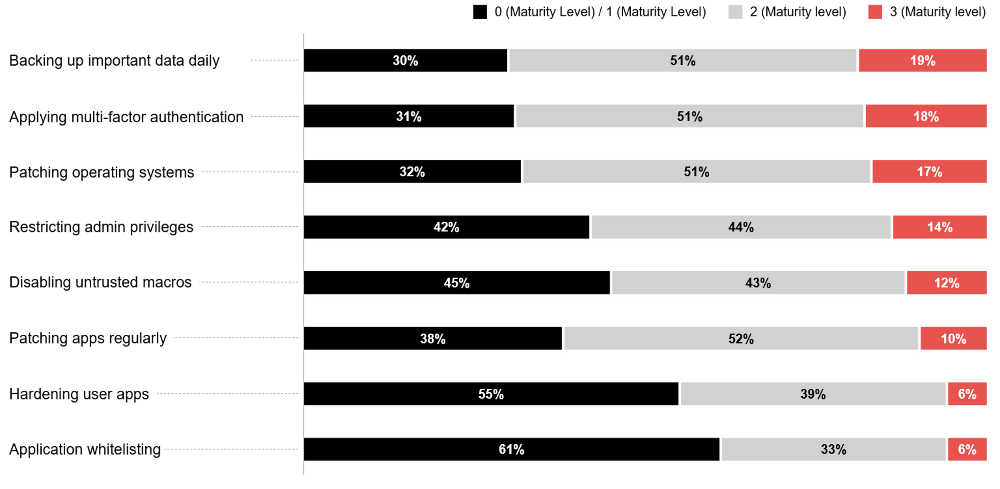 0 (Maturity Level) / 1 (Maturity Level) 2 (Maturity level) 3 (Maturity level)
Backing up important data daily 30% 51% 19%
Applying multi-factor authentication 31% 51% 18%
Patching operating systems 32% 51% 17%
Restricting admin privileges 42% 44% 14%
Disabling untrusted macros 45% 43% 12%
Patching apps regularly 38% 52% 10%
Hardening user apps 55% 39% 6%
Application whitelisting 61% 33% 6%